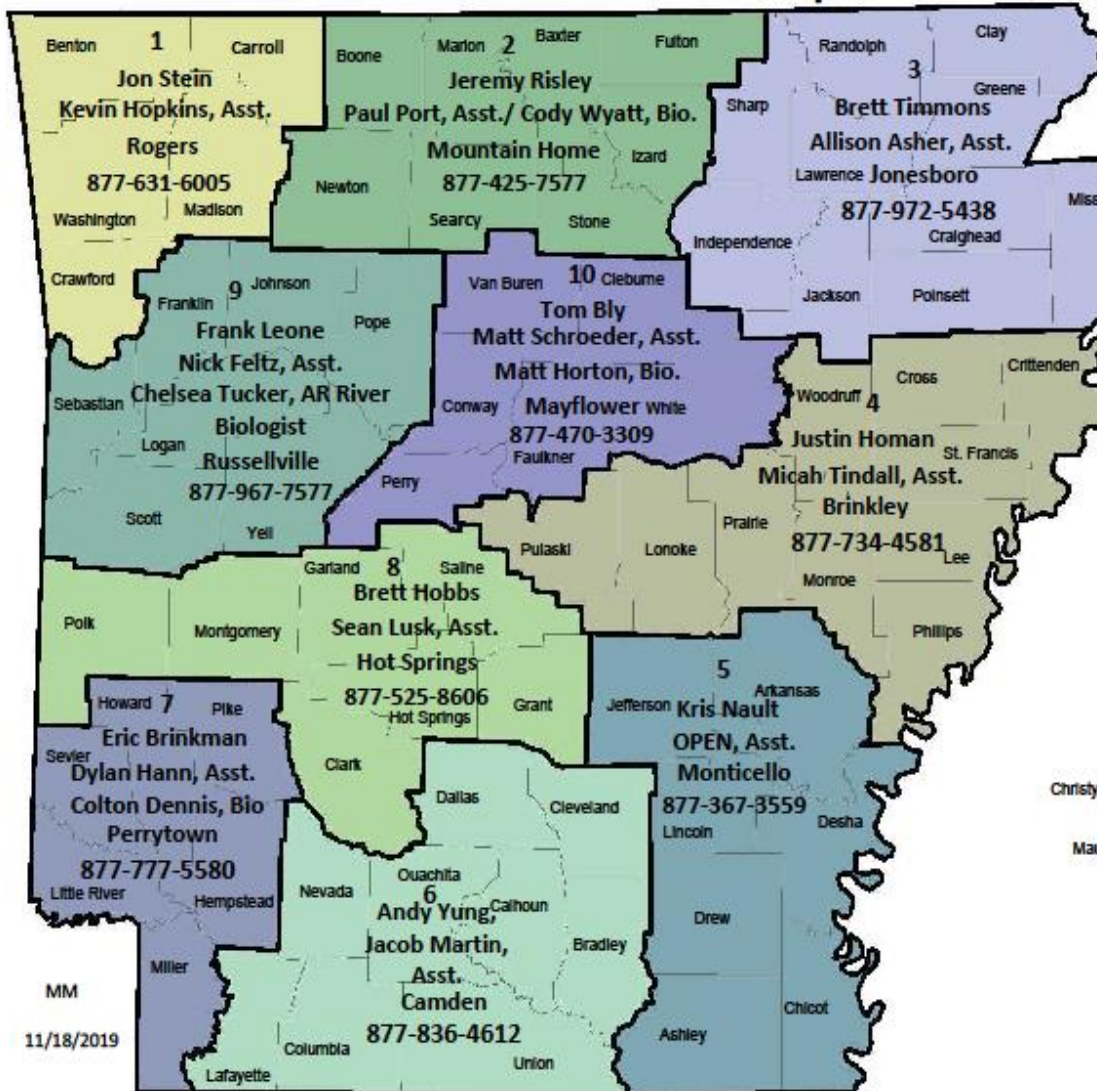 Benton
1
Carroll
Jon Stein
Kevin Hopkins, Asst.
Rogers
877-631-6005
Washington
Madison
Crawford
Boone
Marion
2
Baxter
Fulton
Jeremy Risley
Paul Port, Asst./ Cody Wyatt, Bio.
Mountain Home
Izard
877-425-7577
Newton
Searcy
Stone
Randolph
Clay
3
Greene
Sharp
Brett Timmons
Allison Asher, Asst.
Lawrence
Jonesboro
877-972-5438
Craighead
Independence
Jackson
Poinsett
9
Johnson
Franklin
Pope
Frank Leone
Nick Feltz, Asst.
Sebastian
Chelsea Tucker, AR River
Biologist
Logan
Russellville
877-967-7577
Scott
Yell
Van Buren
10
Cleburne
Tom Bly
Matt Schroeder, Asst.
Matt Horton, Bio.
Conway
Mayflower
White
877-470-3309
Faulkner
Perry
Crittenden
Cross
Woodruff
4
Justin Homan
St. Francis
Micah Tindall, Asst.
Brinkley
877-734-4581
Prairie
Pulaski
Lonoke
Lee
Monroe
Phillips
Garland
8
Saline
Brett Hobbs
Polk
Montgomery
Sean Lusk, Asst.
Hot Springs
877-525-8606
Hot Springs
Grant
Clark
5
Arkansas
Jefferson
Kris Nault
OPEN, Asst.
Monticello
877-367-3559
Lincoln
Desha
Drew
Chicot
Ashley
Howard
7
Pike
Eric Brinkman
Sevier
Dylan Hann, Asst.
Colton Dennis, Bio
Perrytown
877-777-5580
Little River
Hempstead
Miller
Dallas
Cleveland
Ouachita
Nevada
6
Calhoun
Andy Yung,
Jacob Martin,
Bradley
Asst.
Camden
877-836-4612
Columbia
Union
Lafayette
MM
11/18/2019
Christy